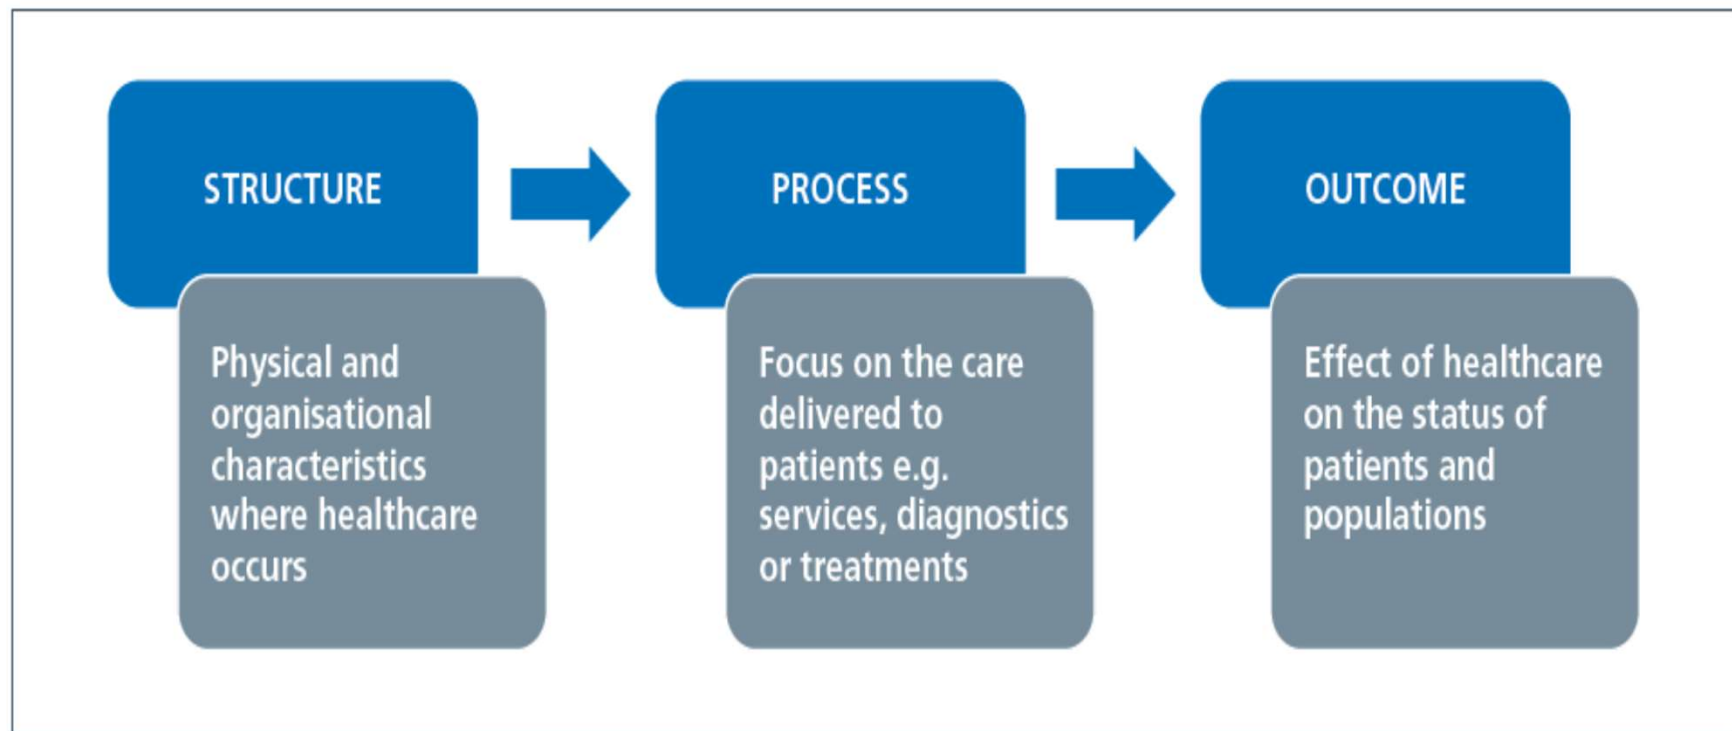 STRUCTURE
Physical and
organisational
characteristics
where healthcare
occurs
PROCESS
Focus on the care
delivered to
patients e.g.
services, diagnostics
or treatments
OUTCOME
Effect of healthcare
on the status of
patients and
populations